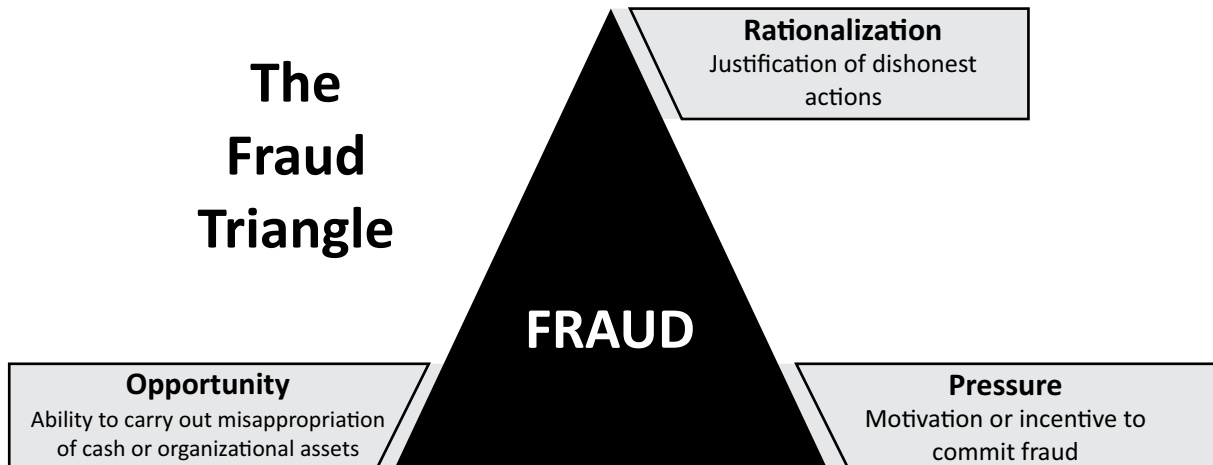 The
Fraud
Triangle
Rationalization
Justification of dishonest
actions
FRAUD
Opportunity
Ability to carry out misappropriation
of cash or organizational assets
Pressure
Motivation or incentive to
commit fraud